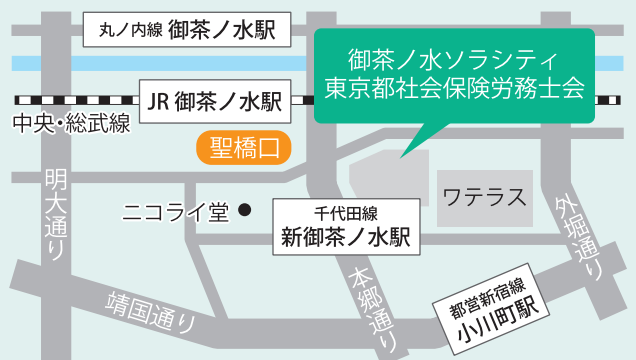 丸ノ内線 御茶ノ水駅
御茶ノ水ソラシティ
東京都社会保険労務士会
JR 御茶ノ水駅
中央・総武線
聖橋口
明大通り
ニコライ堂
ワテラス
千代田線
新御茶ノ水駅
外堀通り
本郷通り
靖国通り
都営新宿線
小川町駅